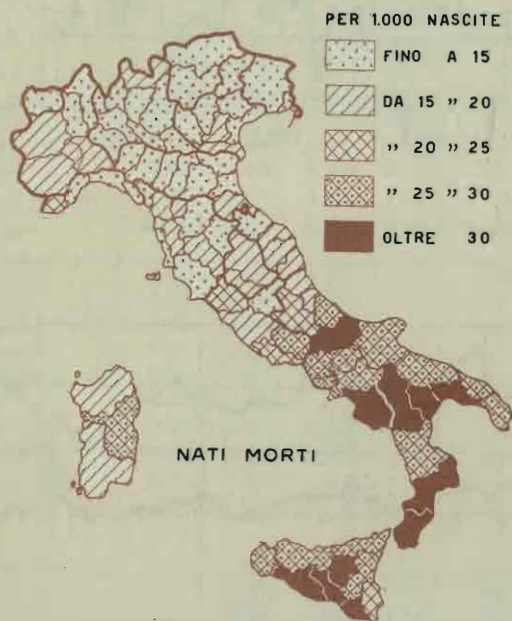 PER 1.000 NASCITE
FINO A 15
DA 15 " 20
" 20 " 25
" 25 " 30
OLTRE 30
NATI MORTI